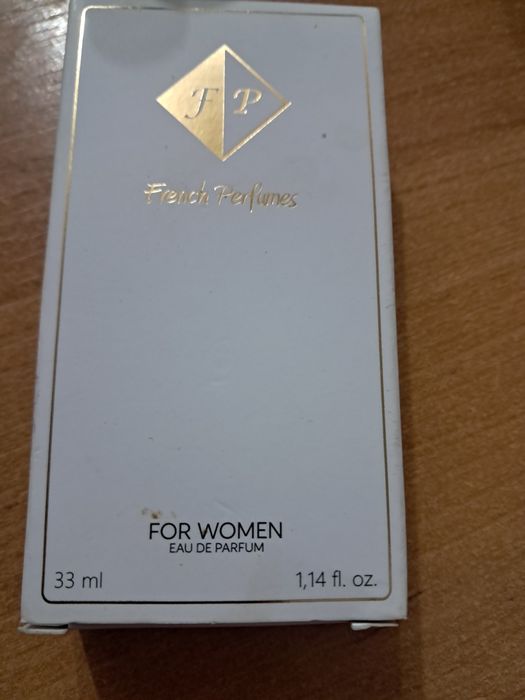 F P
French Perfumes
FOR WOMEN
EAU DE PARFUM
33 ml 1,14 fl. oz.